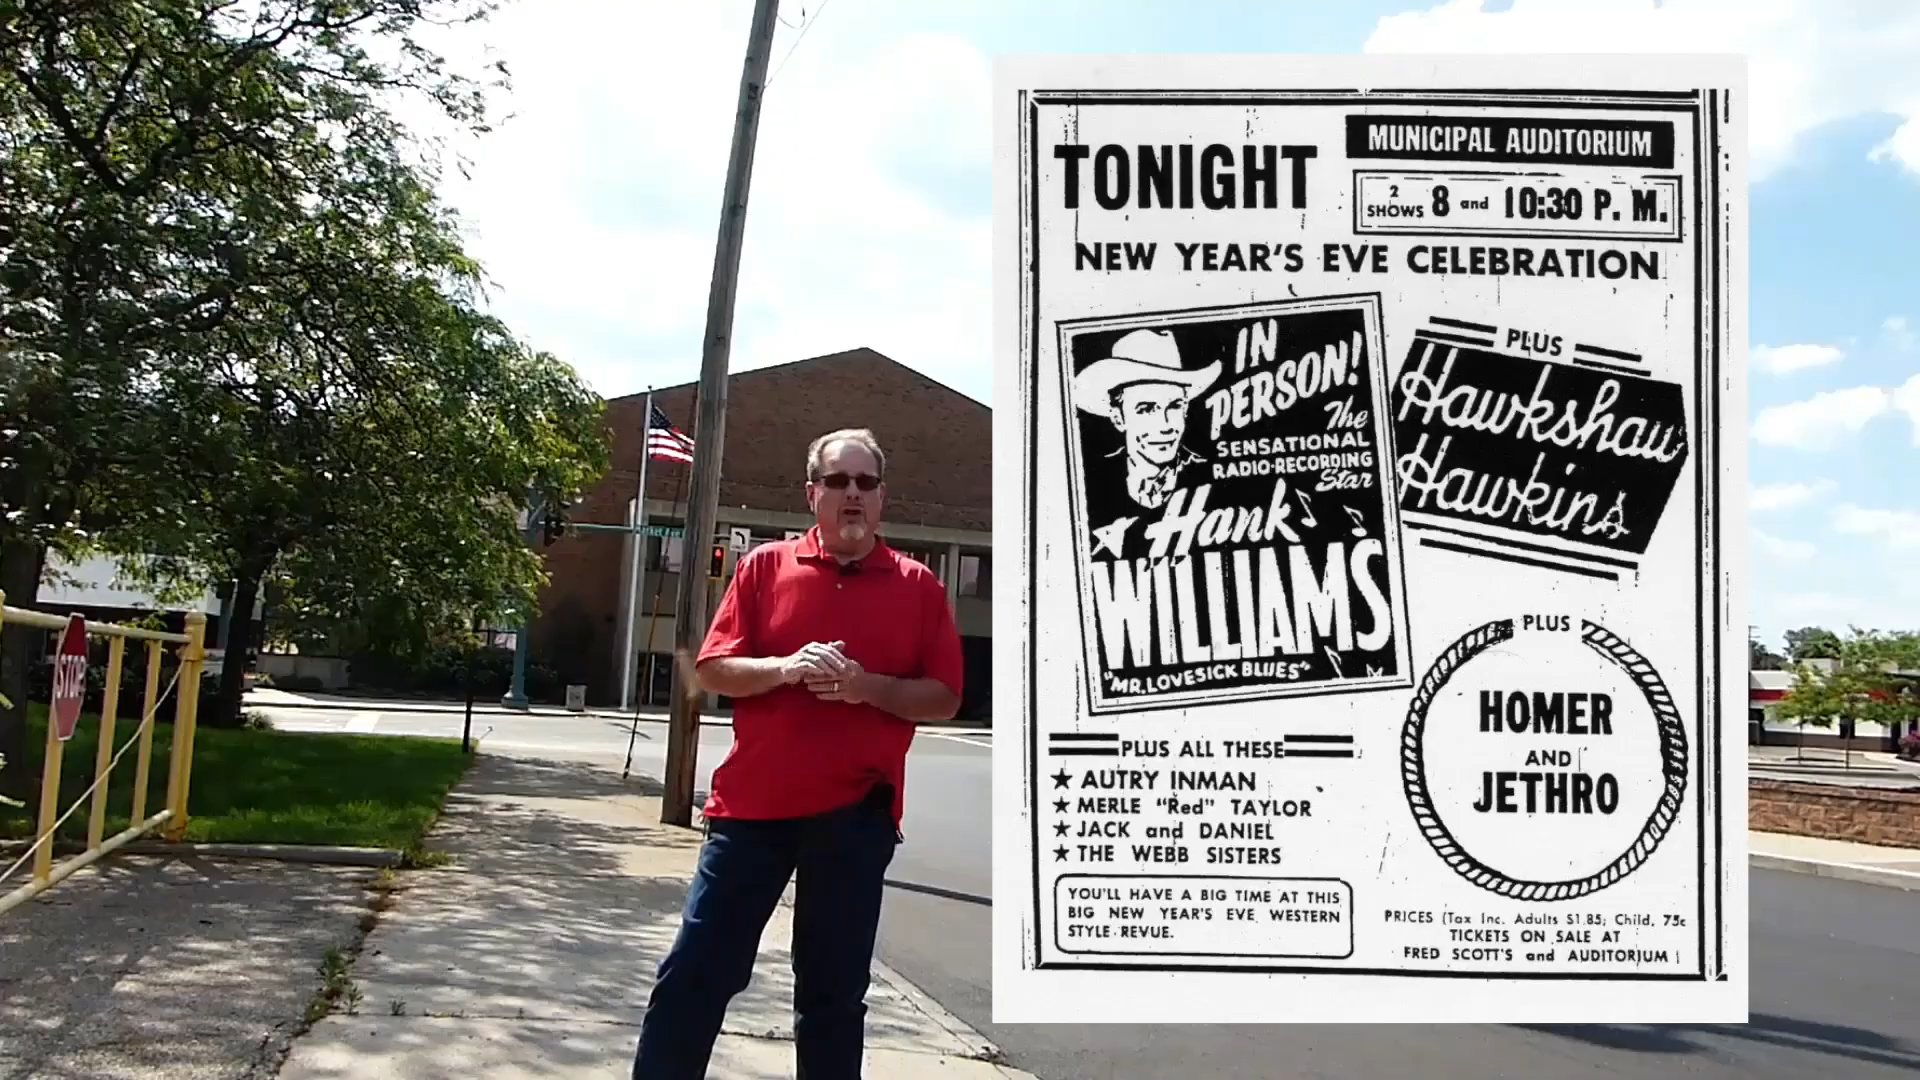 STOP
Market Ave
TONIGHT
MUNICIPAL AUDITORIUM
2
SHOWS 8 and 10:30 P. M.
NEW YEAR'S EVE CELEBRATION
IN
PERSON!
The
SENSATIONAL
RADIO-RECORDING
Star
Hank
WILLIAMS
"MR. LOVESICK BLUES"
PLUS
Hawkshaw
Hawkins
PLUS
HOMER
AND
JETHRO
PLUS ALL THESE
★ AUTRY INMAN
★ MERLE "Red" TAYLOR
★ JACK and DANIEL
★ THE WEBB SISTERS
YOU'LL HAVE A BIG TIME AT THIS
BIG NEW YEAR'S EVE WESTERN
STYLE REVUE.
PRICES (Tax Inc. Adults $1.85; Child, 75c
TICKETS ON SALE AT
FRED SCOTT'S and AUDITORIUM